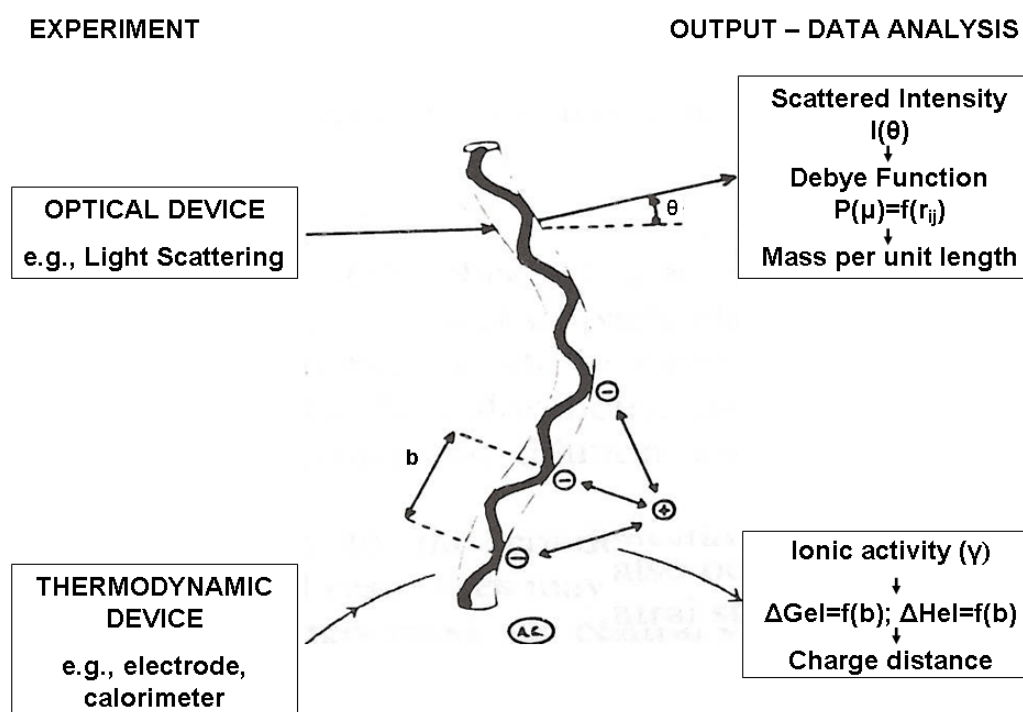 EXPERIMENT
OUTPUT – DATA ANALYSIS
OPTICAL DEVICE
e.g., Light Scattering
θ
Scattered Intensity
I(θ)
Debye Function
P(μ)=f(rij)
Mass per unit length
b
THERMODYNAMIC
DEVICE
e.g., electrode,
calorimeter
A.C.
Ionic activity (γ)
ΔGel=f(b); ΔHel=f(b)
Charge distance